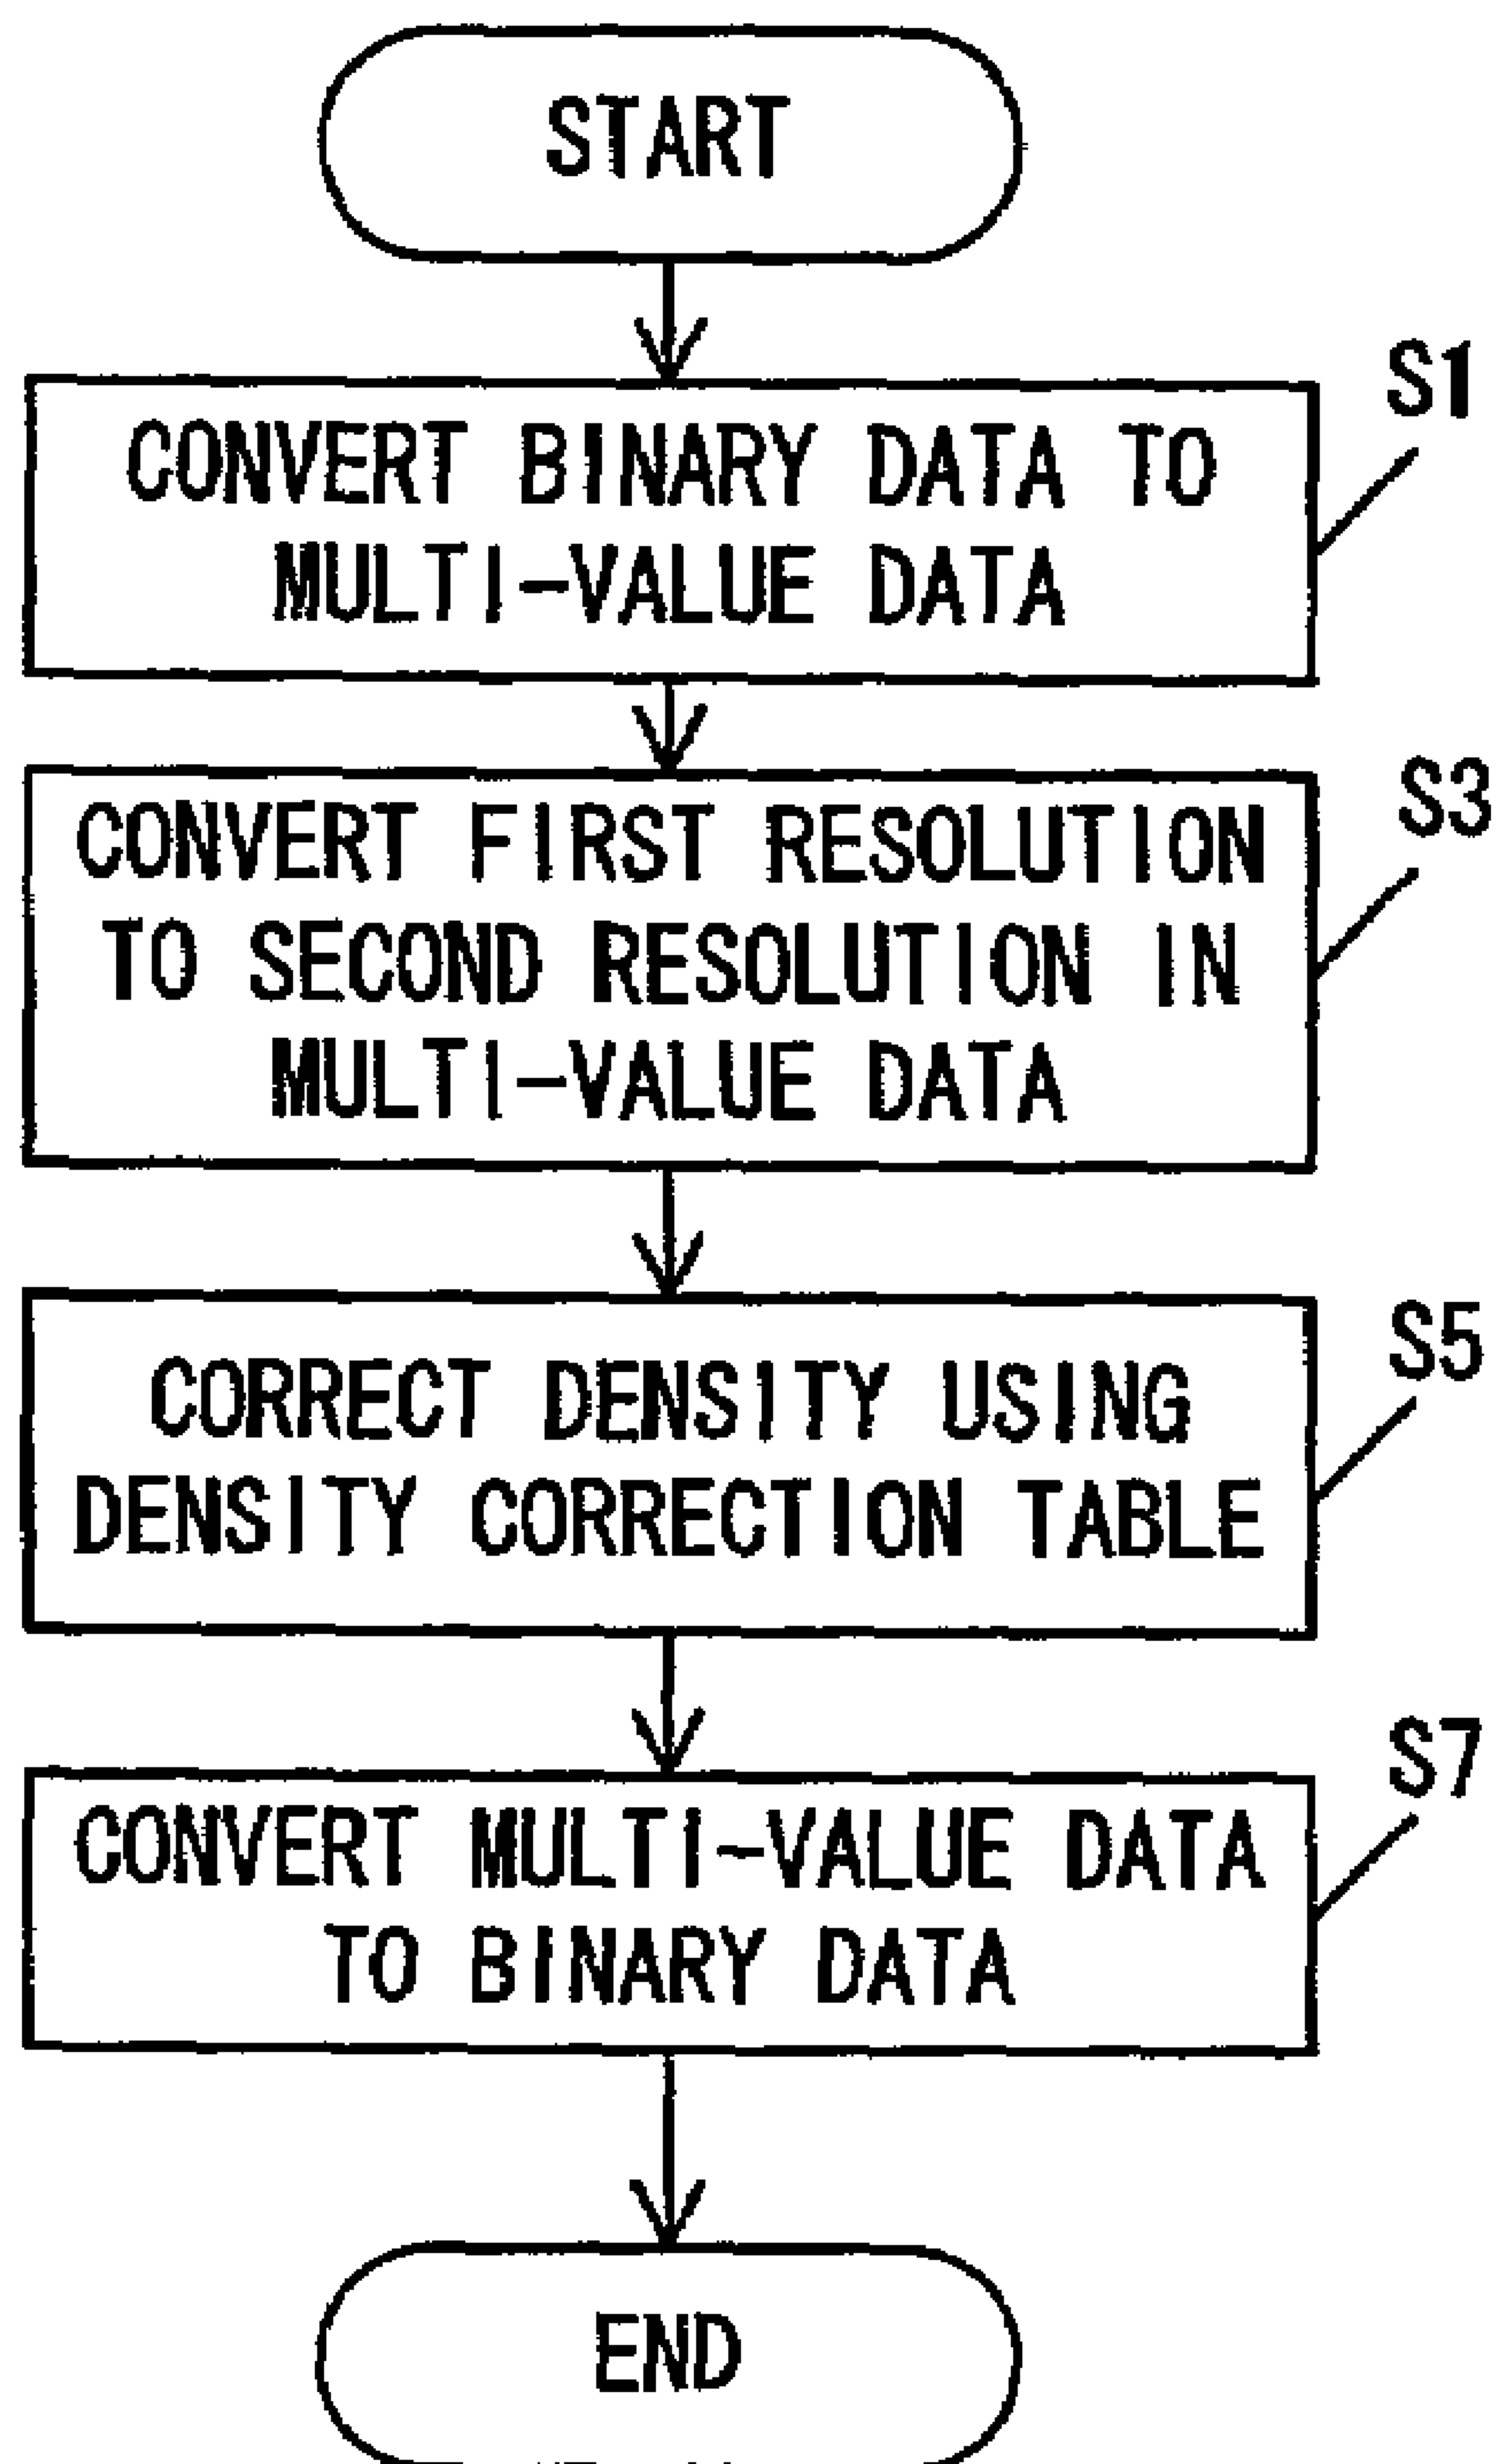 START
S1
CONVERT BINARY DATA TO
MULTI-VALUE DATA
S3
CONVERT FIRST RESOLUTION
TO SECOND RESOLUTION IN
MULTI-VALUE DATA
S5
CORRECT DENSITY USING
DENSITY CORRECTION TABLE
S7
CONVERT MULTI-VALUE DATA
TO BINARY DATA
END